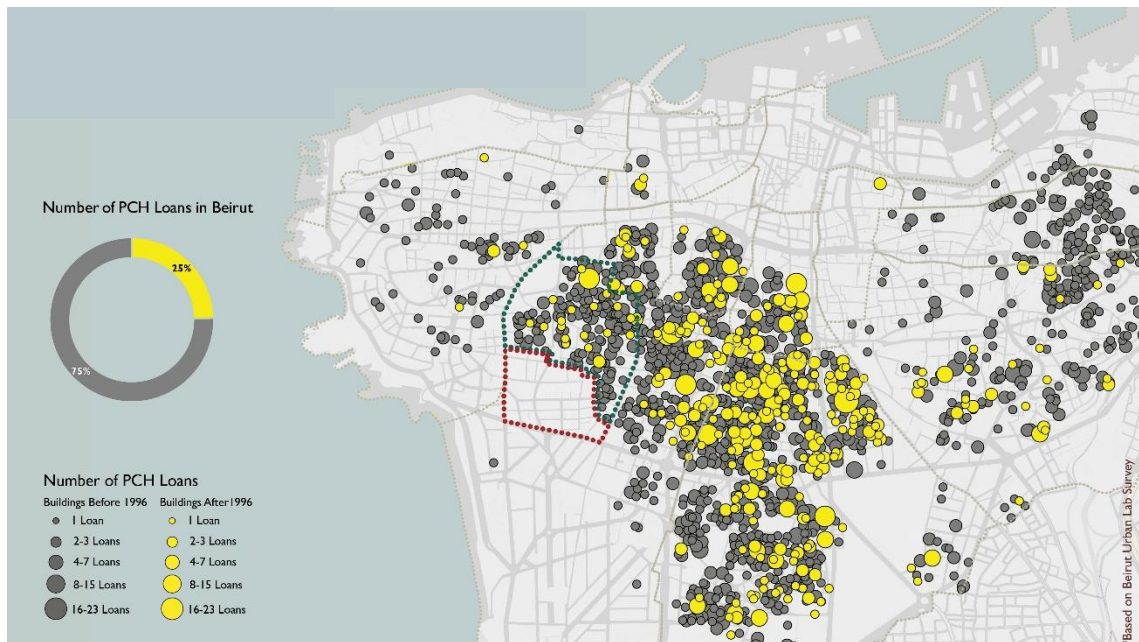 Number of PCH Loans in Beirut
25%
75%
Number of PCH Loans
Buildings Before 1996
Buildings After1996
1 Loan
1 Loan
2-3 Loans
2-3 Loans
4-7 Loans
4-7 Loans
8-15 Loans
8-15 Loans
16-23 Loans
16-23 Loans
Based on Beirut Urban Lab Survey